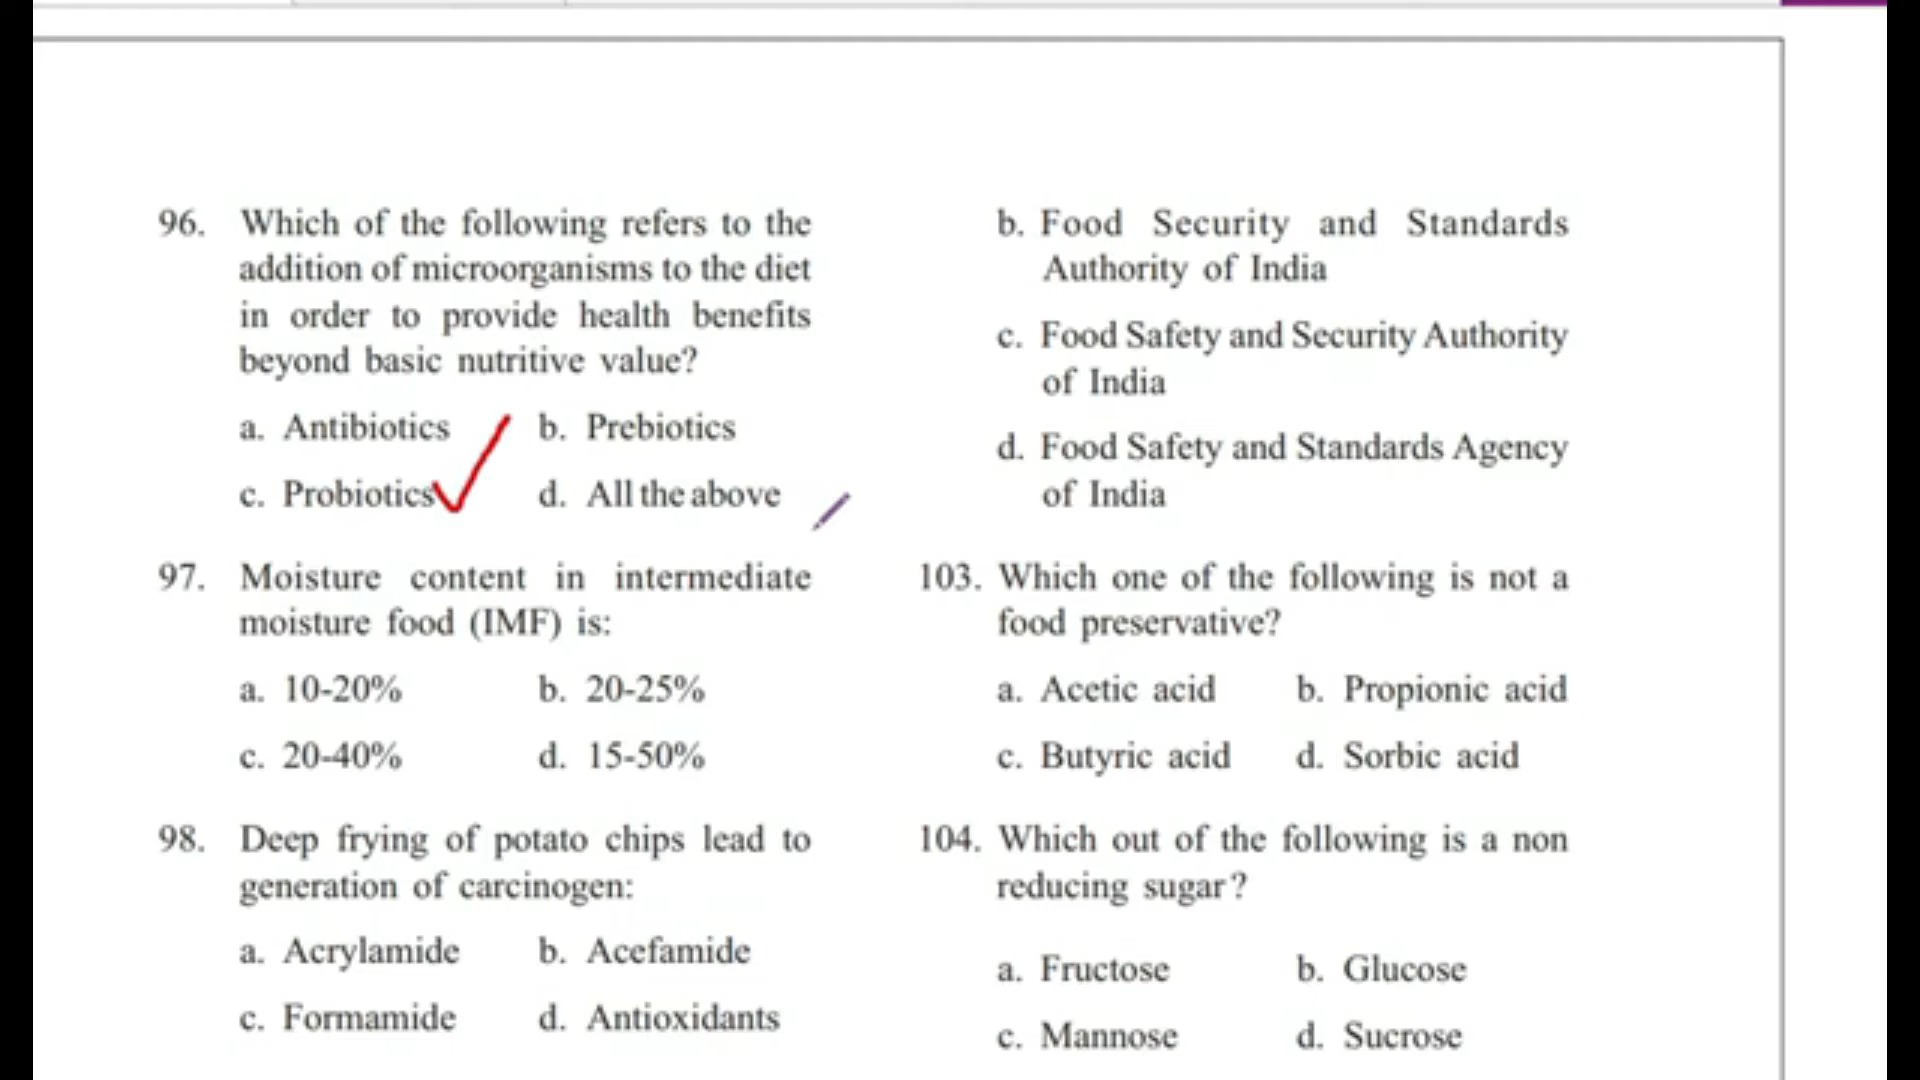 96. Which of the following refers to the
addition of microorganisms to the diet
in order to provide health benefits
beyond basic nutritive value?
a. Antibiotics b. Prebiotics
c. Probiotics d. All the above
97. Moisture content in intermediate
moisture food (IMF) is:
a. 10-20% b. 20-25%
c. 20-40% d. 15-50%
98. Deep frying of potato chips lead to
generation of carcinogen:
a. Acrylamide b. Acefamide
c. Formamide d. Antioxidants
b. Food Security and Standards
Authority of India
c. Food Safety and Security Authority
of India
d. Food Safety and Standards Agency
of India
103. Which one of the following is not a
food preservative?
a. Acetic acid b. Propionic acid
c. Butyric acid d. Sorbic acid
104. Which out of the following is a non
reducing sugar?
a. Fructose b. Glucose
c. Mannose d. Sucrose